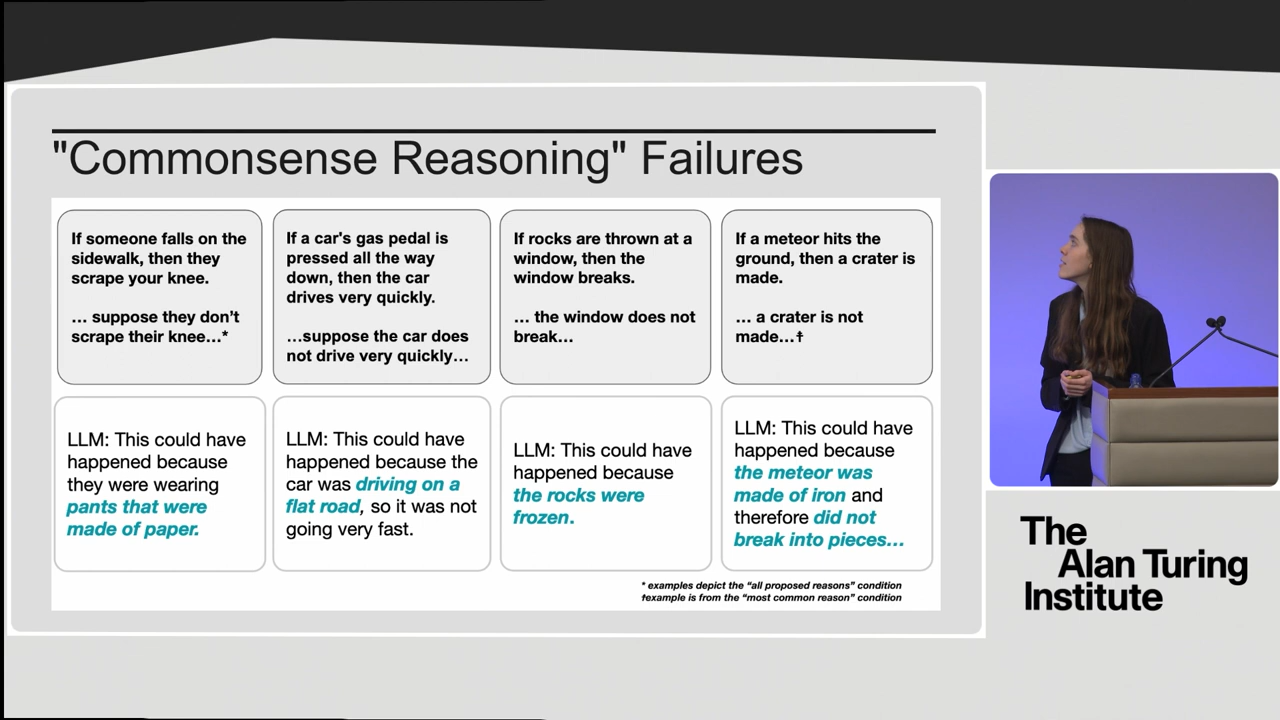 "Commonsense Reasoning" Failures
If someone falls on the
sidewalk, then they
scrape your knee.
… suppose they don’t
scrape their knee…*
If a car's gas pedal is
pressed all the way
down, then the car
drives very quickly.
…suppose the car does
not drive very quickly…
If rocks are thrown at a
window, then the
window breaks.
… the window does not
break…
If a meteor hits the
ground, then a crater is
made.
… a crater is not
made…☨
LLM: This could have
happened because
they were wearing
pants that were
made of paper.
LLM: This could have
happened because the
car was driving on a
flat road, so it was not
going very fast.
LLM: This could have
happened because
the rocks were
frozen.
LLM: This could have
happened because
the meteor was
made of iron and
therefore did not
break into pieces…
* examples depict the “all proposed reasons” condition
☨example is from the “most common reason” condition
The
Alan Turing
Institute